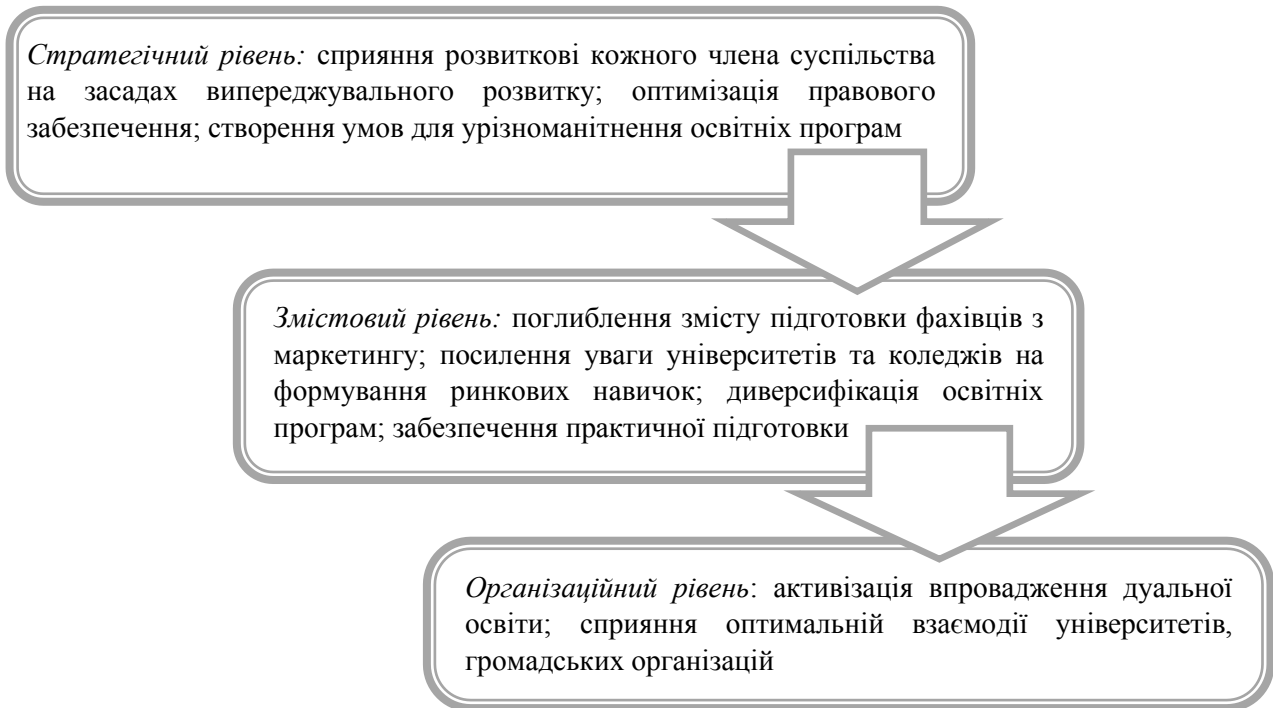 Стратегічний рівень: сприяння розвиткові кожного члена суспільства
на засадах випереджувального розвитку; оптимізація правового
забезпечення; створення умов для урізноманітнення освітніх програм
Змістовий рівень: поглиблення змісту підготовки фахівців з
маркетингу; посилення уваги університетів та коледжів на
формування ринкових навичок; диверсифікація освітніх
програм; забезпечення практичної підготовки
Організаційний рівень: активізація впровадження дуальної
освіти; сприяння оптимальній взаємодії університетів,
громадських організацій